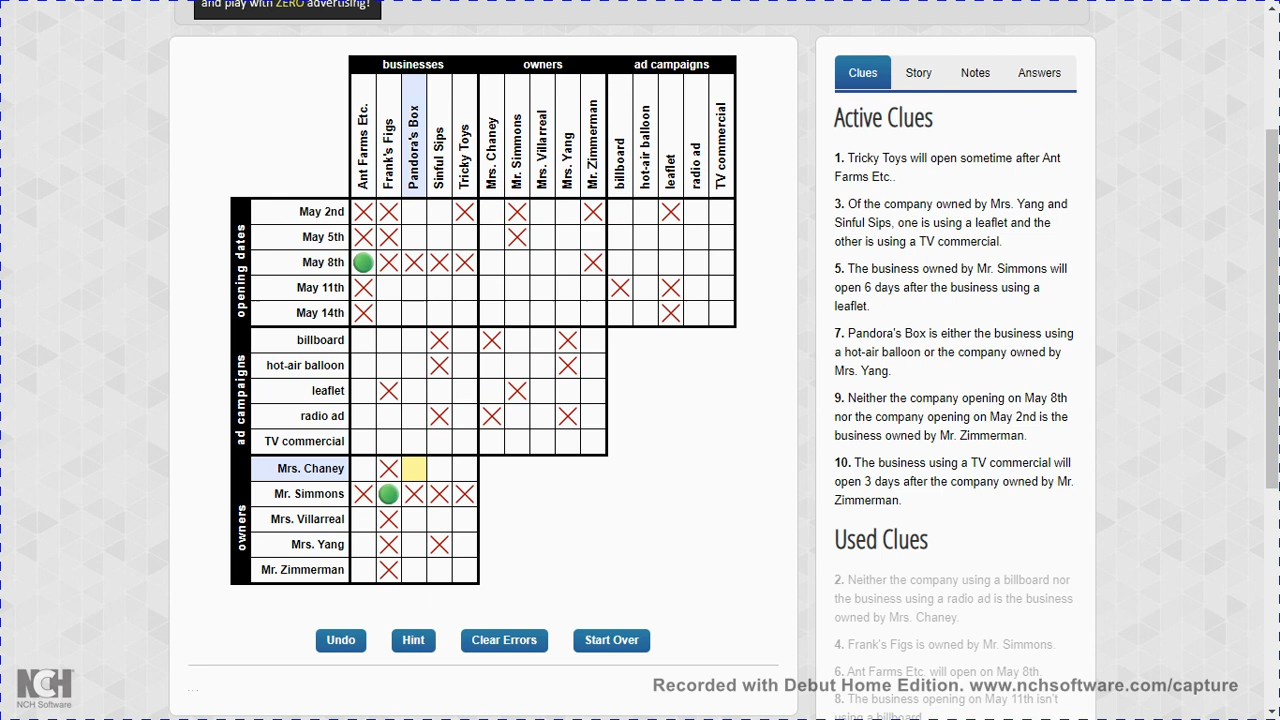 and play with ZERO advertising!
businesses
owners
ad campaigns
Ant Farms Etc.
Frank's Figs
Pandora's Box
Sinful Sips
Tricky Toys
Mrs. Chaney
Mr. Simmons
Mrs. Villarreal
Mrs. Yang
Mr. Zimmerman
billboard
hot-air balloon
leaflet
radio ad
TV commercial
opening dates
May 2nd
May 5th
May 8th
May 11th
May 14th
ad campaigns
billboard
hot-air balloon
leaflet
radio ad
TV commercial
owners
Mrs. Chaney
Mr. Simmons
Mrs. Villarreal
Mrs. Yang
Mr. Zimmerman
Undo
Hint
Clear Errors
Start Over
Clues
Story
Notes
Answers
Active Clues
1. Tricky Toys will open sometime after Ant
Farms Etc..
3. Of the company owned by Mrs. Yang and
Sinful Sips, one is using a leaflet and the
other is using a TV commercial.
5. The business owned by Mr. Simmons will
open 6 days after the business using a
leaflet.
7. Pandora's Box is either the business using
a hot-air balloon or the company owned by
Mrs. Yang.
9. Neither the company opening on May 8th
nor the company opening on May 2nd is the
business owned by Mr. Zimmerman.
10. The business using a TV commercial will
open 3 days after the company owned by Mr.
Zimmerman.
Used Clues
2. Neither the company using a billboard nor
the business using a radio ad is the business
owned by Mrs. Chaney.
4. Frank's Figs is owned by Mr. Simmons.
6. Ant Farms Etc. will open on May 8th.
8. The business opening on May 11th isn't
using a billboard.
NCH
NCH Software
Recorded with Debut Home Edition. www.nchsoftware.com/capture